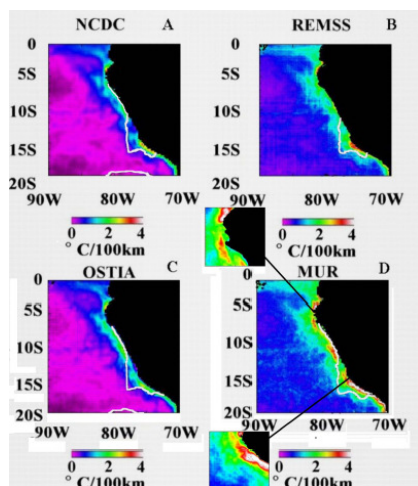 NCDC A
REMSS B
0
5S
10S
15S
20S
90W 80W 70W
0 2 4
° C/100km
0
5S
10S
15S
20S
90W 80W 70W
0 2 4
° C/100km
OSTIA C
MUR D
0
5S
10S
15S
20S
90W 80W 70W
0 2 4
° C/100km
0
5S
10S
15S
20S
90W 80W 70W
0 2 4
° C/100km